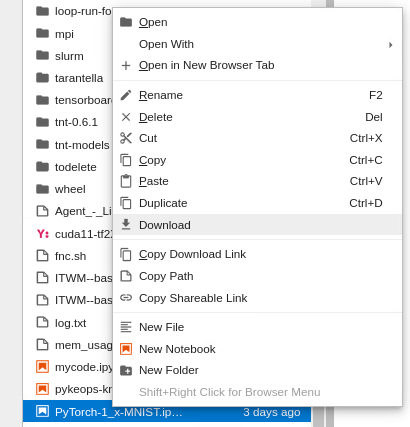 loop-run-fo
mpi
slurm
tarantella
tensorboar
tnt-0.6.1
tnt-models
todelete
wheel
Agent_-_Li
cuda11-tf2
fnc.sh
ITWM--bas
ITWM--bas
log.txt
mem_usag
mycode.ipy
pykeops-kr
PyTorch-1_x-MNIST.ip… 3 days ago
Open
Open With
Open in New Browser Tab
Rename F2
Delete Del
Cut Ctrl+X
Copy Ctrl+C
Paste Ctrl+V
Duplicate Ctrl+D
Download
Copy Download Link
Copy Path
Copy Shareable Link
New File
New Notebook
New Folder
Shift+Right Click for Browser Menu